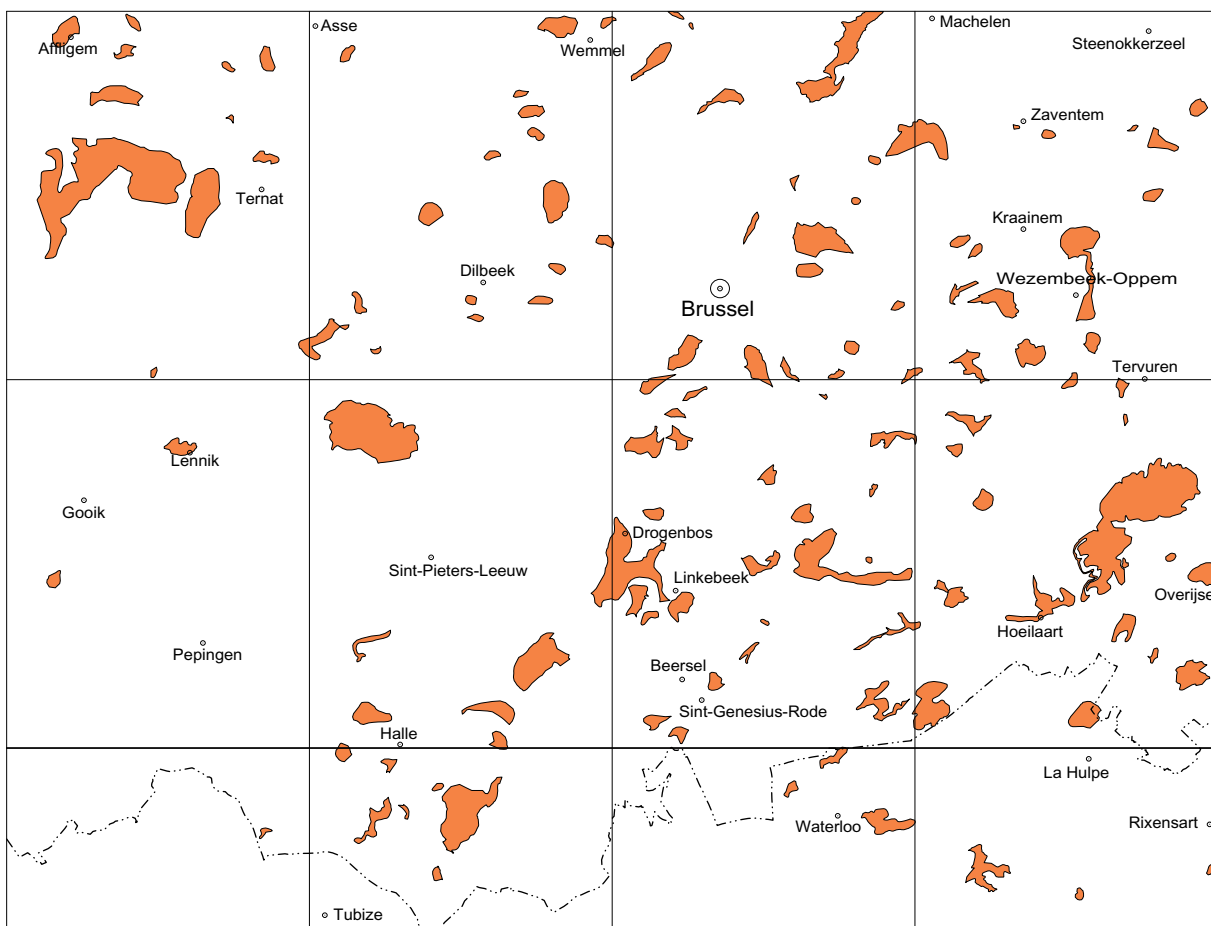 Machelen
Asse
Steenokkerzeel
Affligem
Wemmel
Zaventem
Ternat
Kraainem
Dilbeek
Wezembeek-Oppem
Brussel
Tervuren
Lennik
Gooik
Drogenbos
Sint-Pieters-Leeuw
Linkebeek
Overijse
Hoeilaart
Pepingen
Beersel
Sint-Genesius-Rode
Halle
La Hulpe
Waterloo
Rixensart
Tubize